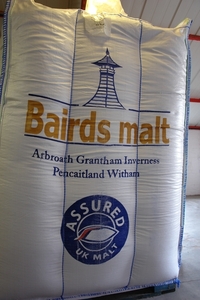 Bairds malt
Arbroath Grantham Inverness
Pencaitland Witham
ASSURED
UK MALT